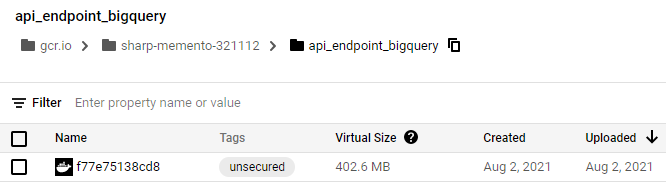 api_endpoint_bigquery
gcr.io > sharp-memento-321112 > api_endpoint_bigquery
Filter Enter property name or value
Name Tags Virtual Size ? Created Uploaded
f77e75138cd8 unsecured 402.6 MB Aug 2, 2021 Aug 2, 2021